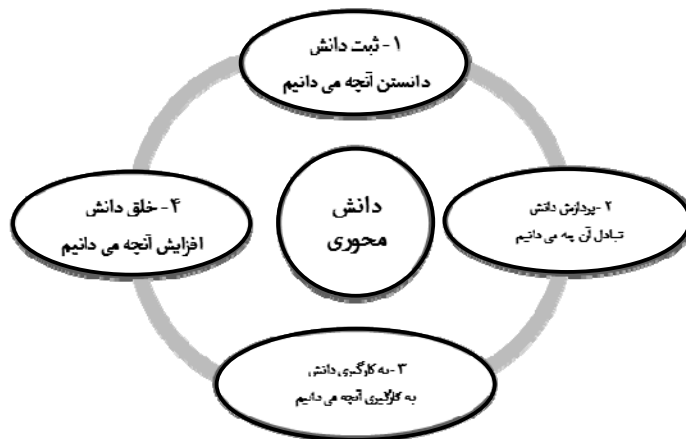 ۱- ثبت دانش
دانستن آنچه می دانیم
۲-پردازش دانش
تبادل آن چه می دانیم
۳-به کارگیری دانش
به کارگیری آنچه می دانیم
۴- خلق دانش
افزایش آنچه می دانیم
دانش
محوری